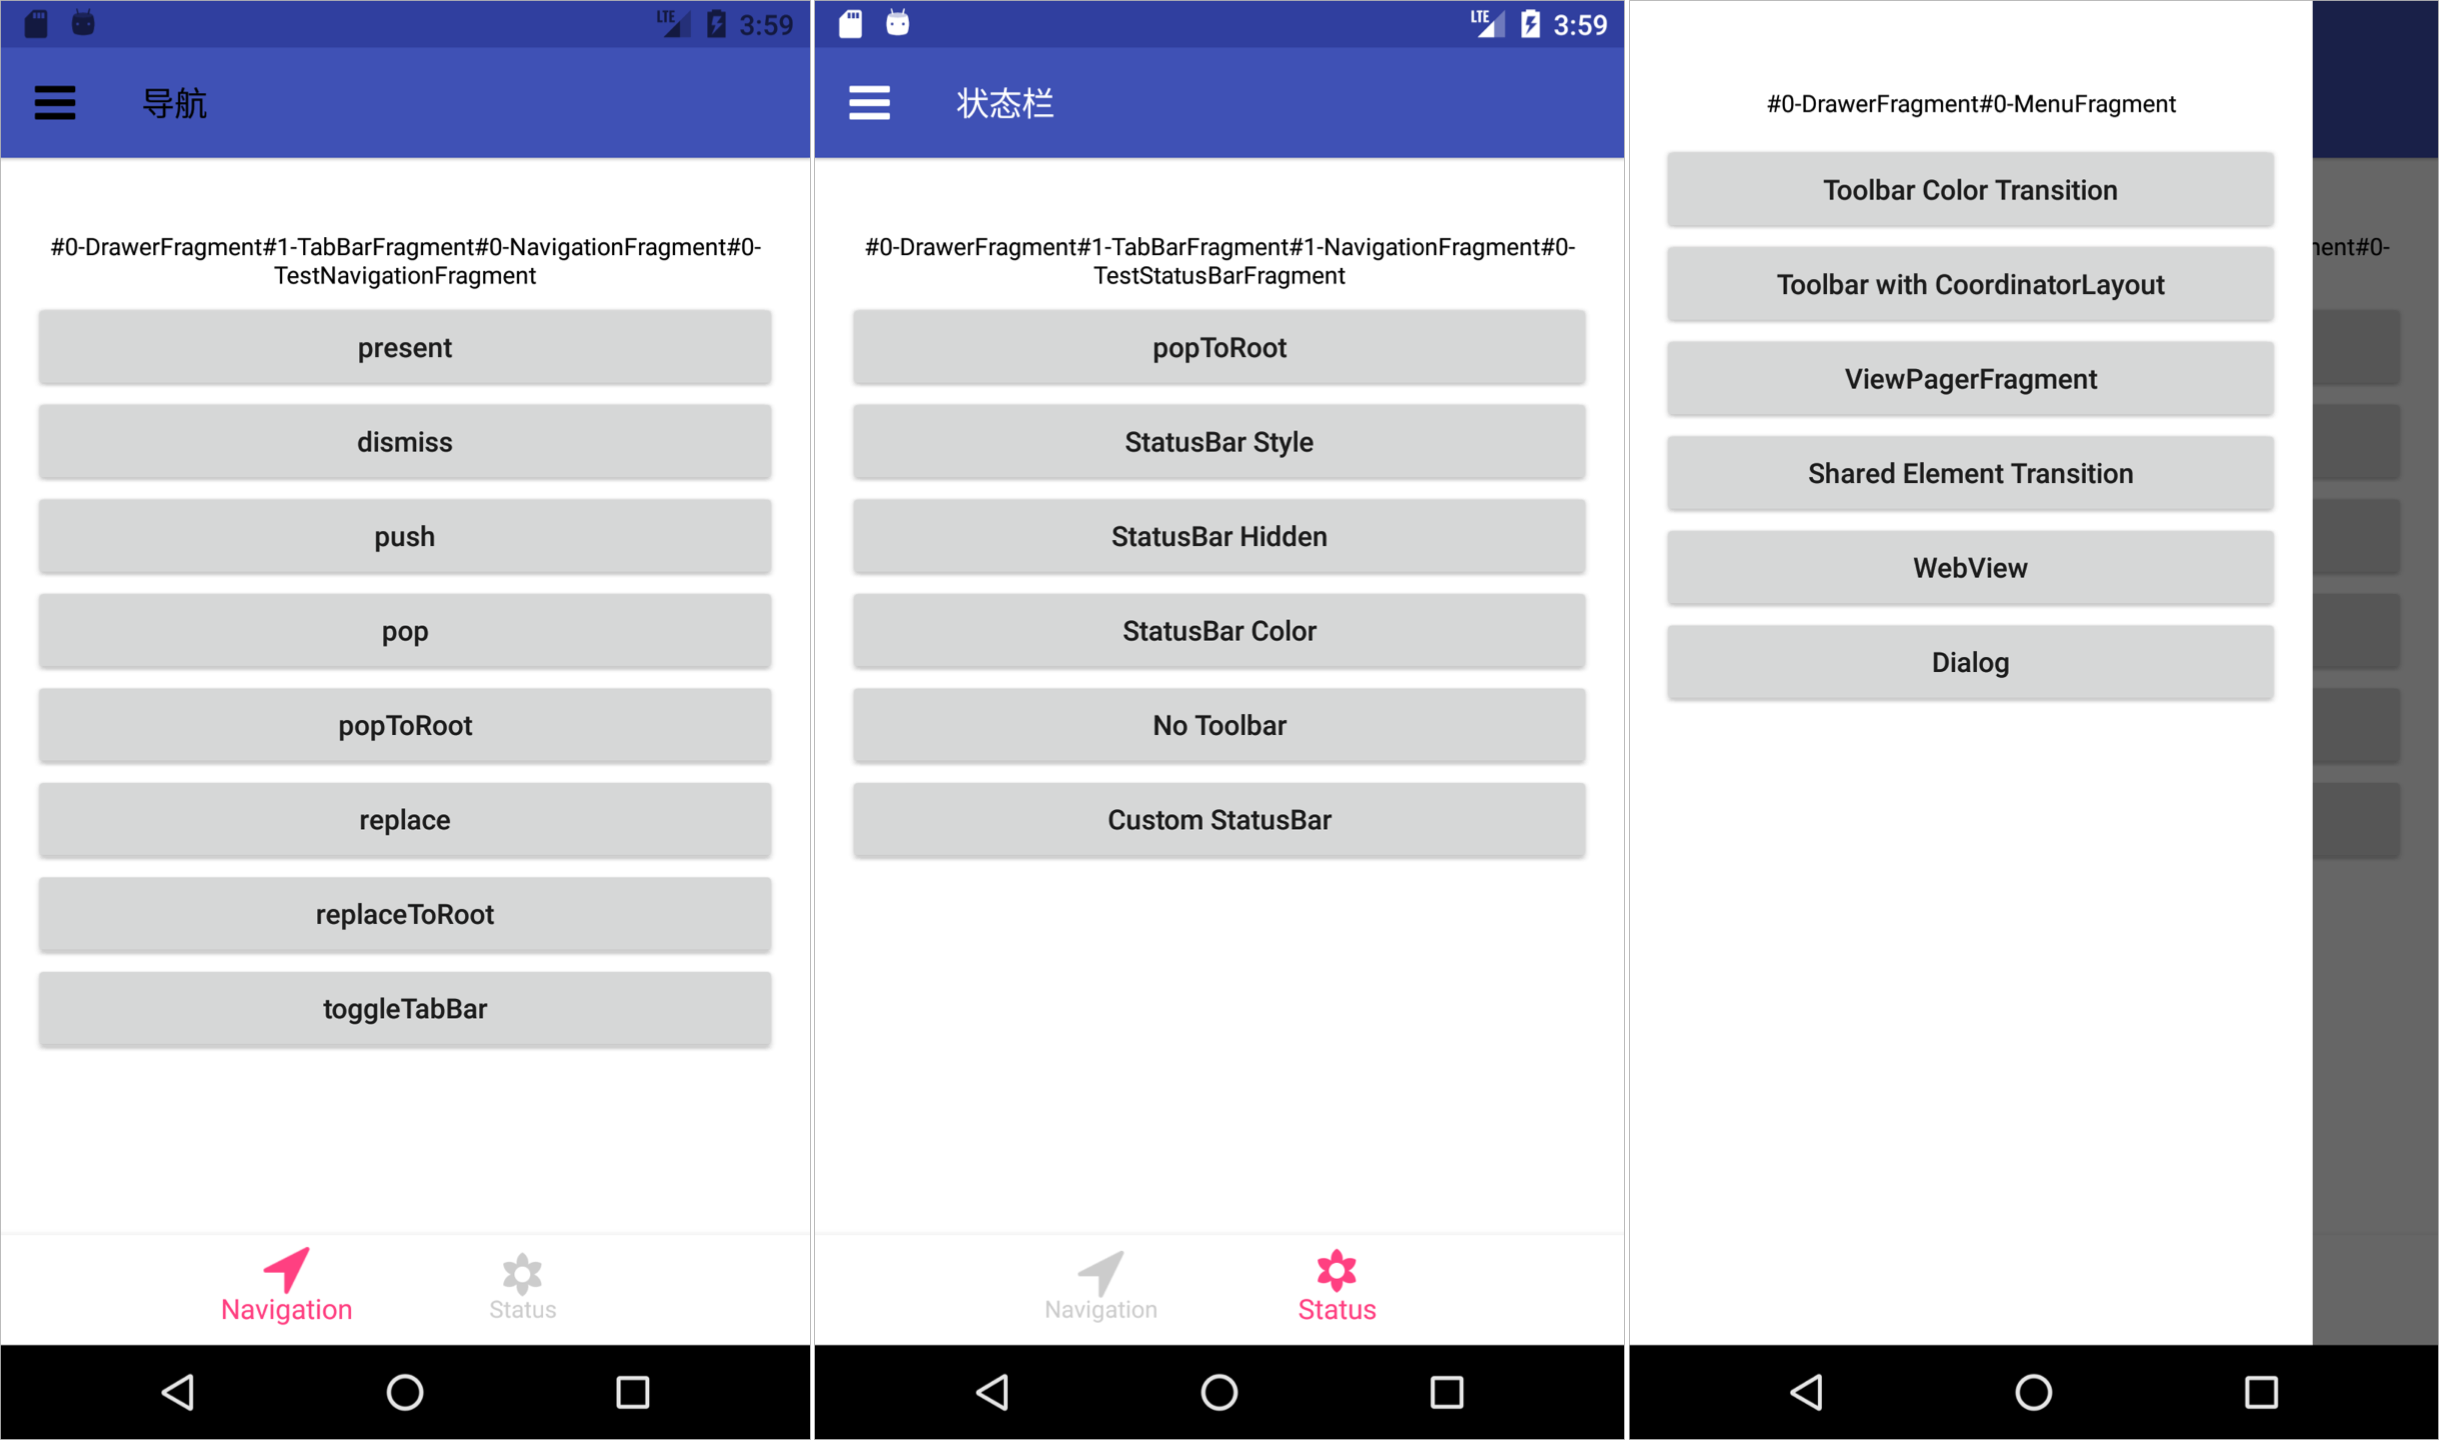 LTE 3:59
导航
#0-DrawerFragment#1-TabBarFragment#0-NavigationFragment#0-
TestNavigationFragment
present
dismiss
push
pop
popToRoot
replace
replaceToRoot
toggleTabBar
Navigation
Status
LTE 3:59
状态栏
#0-DrawerFragment#1-TabBarFragment#1-NavigationFragment#0-
TestStatusBarFragment
popToRoot
StatusBar Style
StatusBar Hidden
StatusBar Color
No Toolbar
Custom StatusBar
Navigation
Status
#0-DrawerFragment#0-MenuFragment
Toolbar Color Transition
Toolbar with CoordinatorLayout
ViewPagerFragment
Shared Element Transition
WebView
Dialog
ent#0-